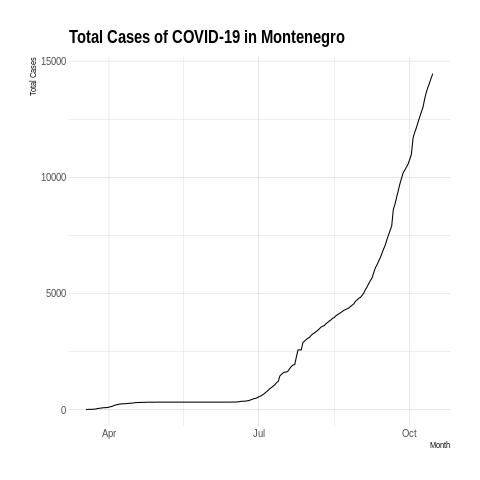 Total Cases of COVID-19 in Montenegro
Total Cases
15000
10000
5000
0
Apr
Jul
Oct
Month